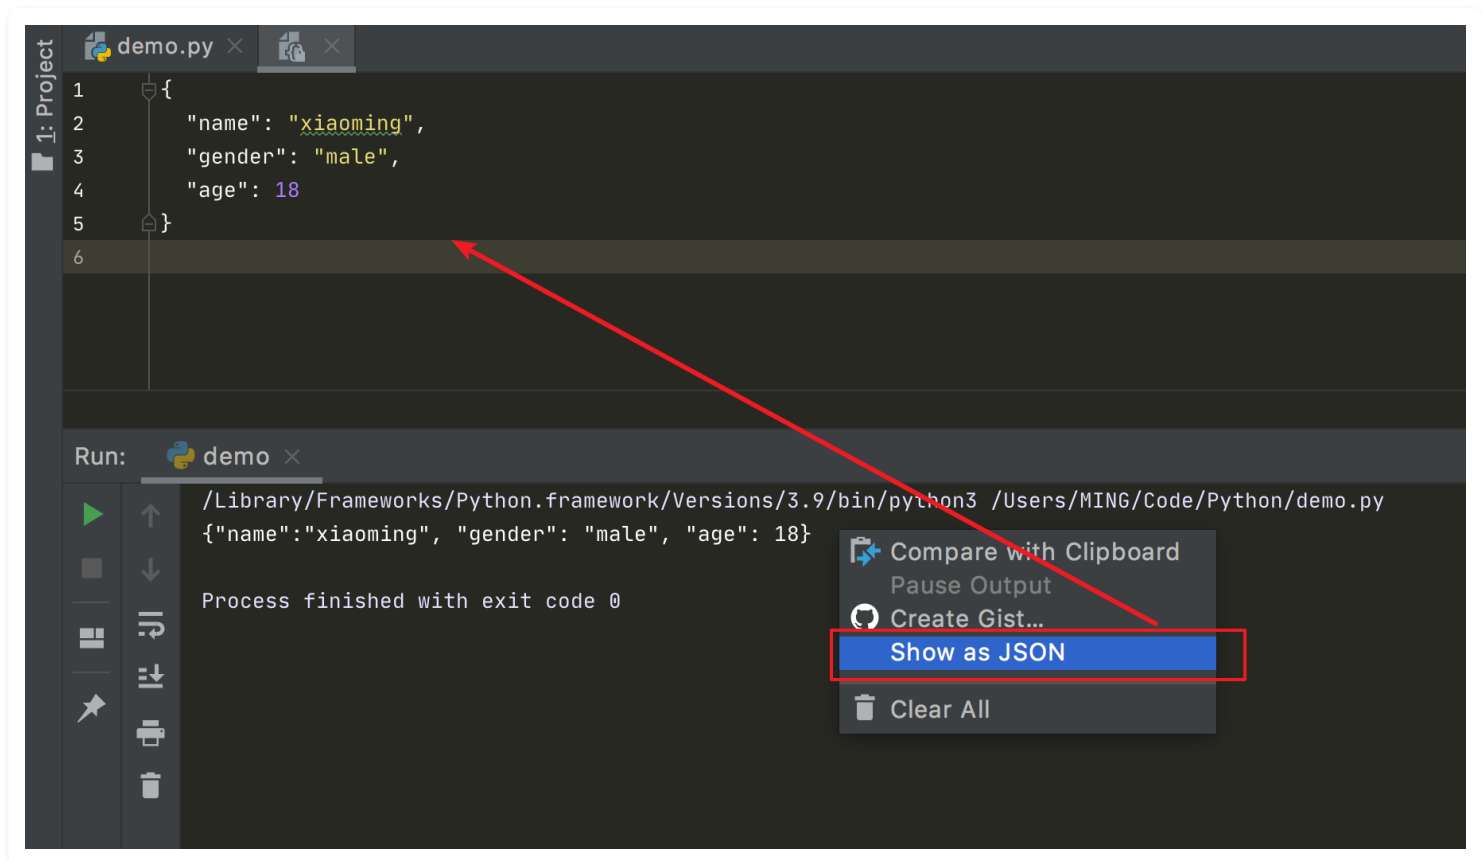 1: Project
demo.py
1 {
2 "name": "xiaoming",
3 "gender": "male",
4 "age": 18
5 }
6
Run: demo
/Library/Frameworks/Python.framework/Versions/3.9/bin/python3 /Users/MING/Code/Python/demo.py
{"name":"xiaoming", "gender": "male", "age": 18}
Process finished with exit code 0
Compare with Clipboard
Pause Output
Create Gist...
Show as JSON
Clear All